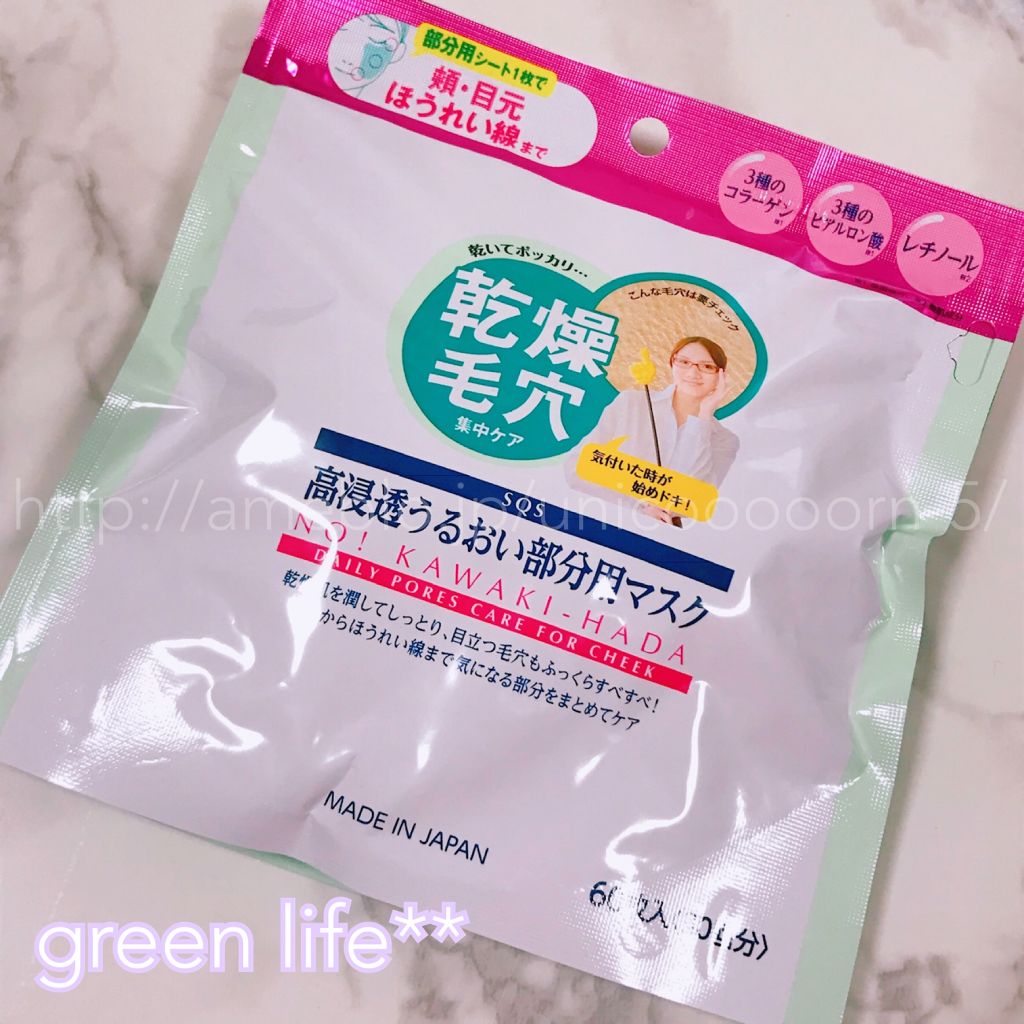 部分用シート1枚で
頬・目元
ほうれい線まで
3種の
コラーゲン
※1
3種の
ヒアルロン酸
※1
レチノール
※2
乾いてポッカリ…
乾燥
毛穴
集中ケア
こんな毛穴は要チェック
気付いた時が
始めドキ!
SQS
高浸透うるおい部分用マスク
NO! KAWAKI-HADA
DAILY PORES CARE FOR CHEEK
を潤してしっとり、目立つ毛穴もふっくらすべすべ!
からほうれい線まで気になる部分をまとめてケア
MADE IN JAPAN
枚入
green life**